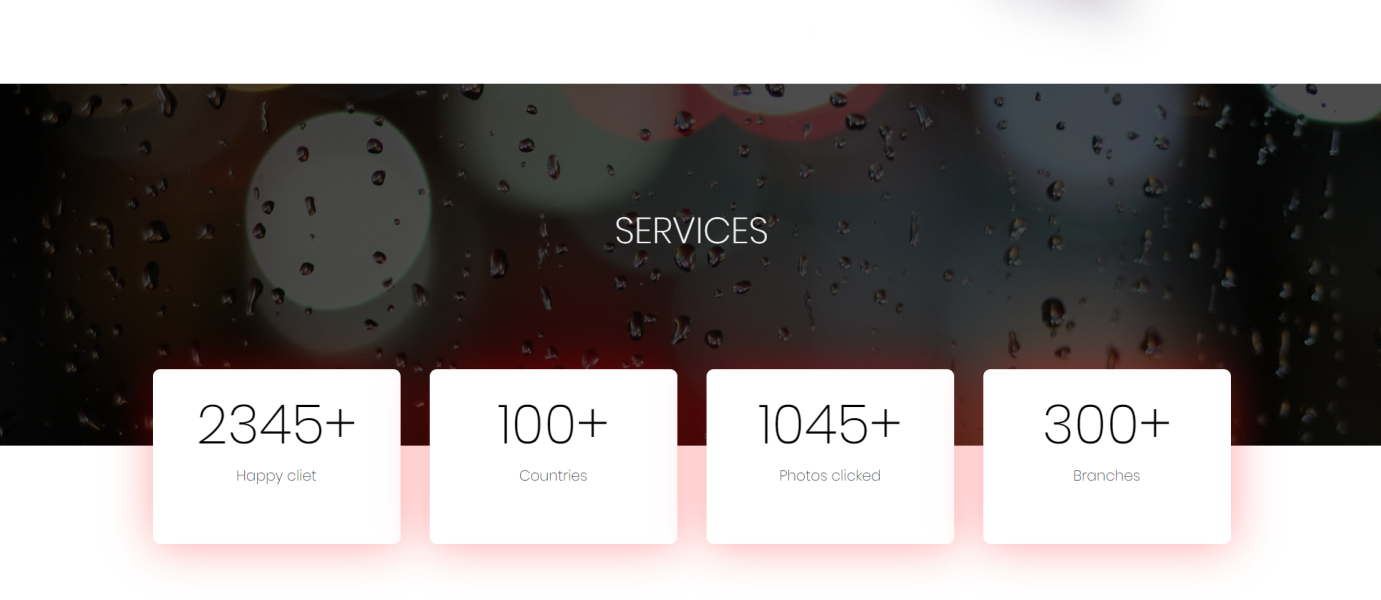 SERVICES
2345+
100+
1045+
300+
Happy cliet
Countries
Photos clicked
Branches